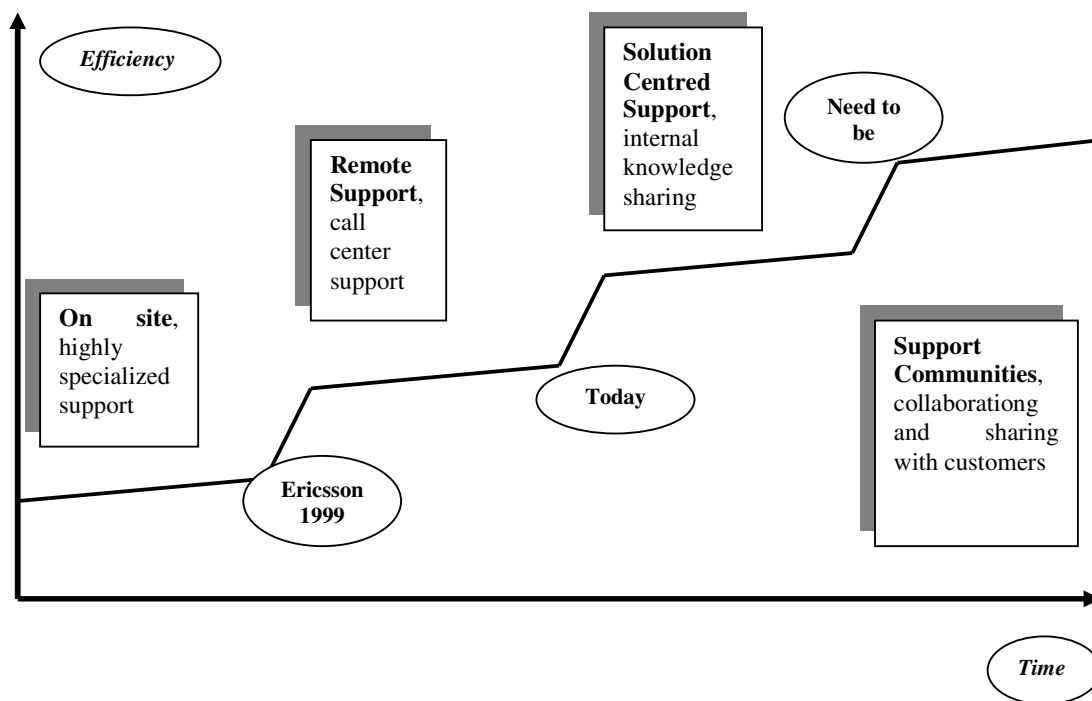 Efficiency
Solution
Centred
Support,
internal
knowledge
sharing
Need to
be
Remote
Support,
call
center
support
On site,
highly
specialized
support
Today
Support
Communities,
collaborationg
and sharing
with customers
Ericsson
1999
Time